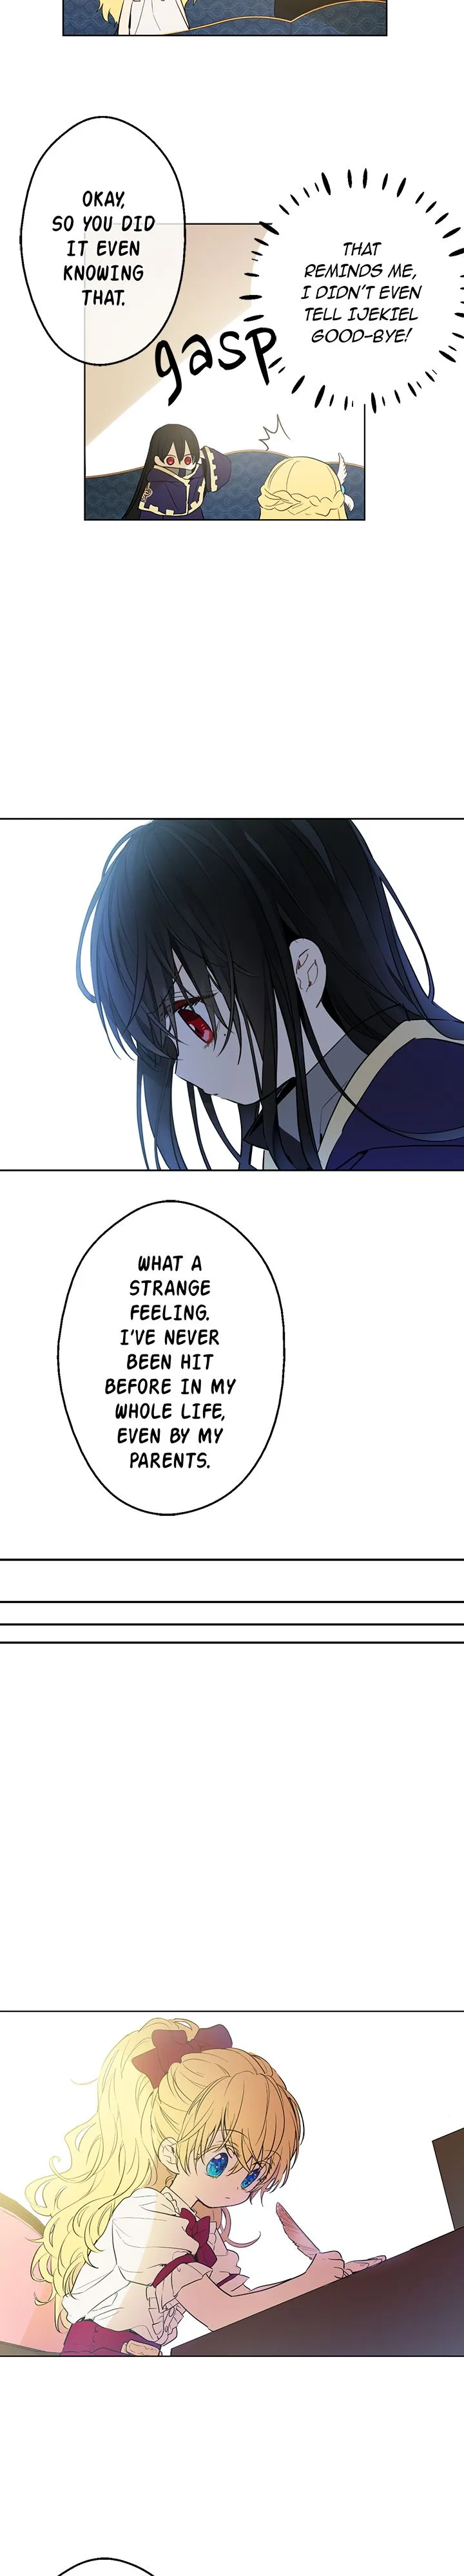 OKAY,
SO YOU DID
IT EVEN
KNOWING
THAT.
THAT
REMINDS ME,
I DIDN'T EVEN
TELL IJEKIEL
GOOD-BYE!
gasp
WHAT A
STRANGE
FEELING.
I'VE NEVER
BEEN HIT
BEFORE IN MY
WHOLE LIFE,
EVEN BY MY
PARENTS.